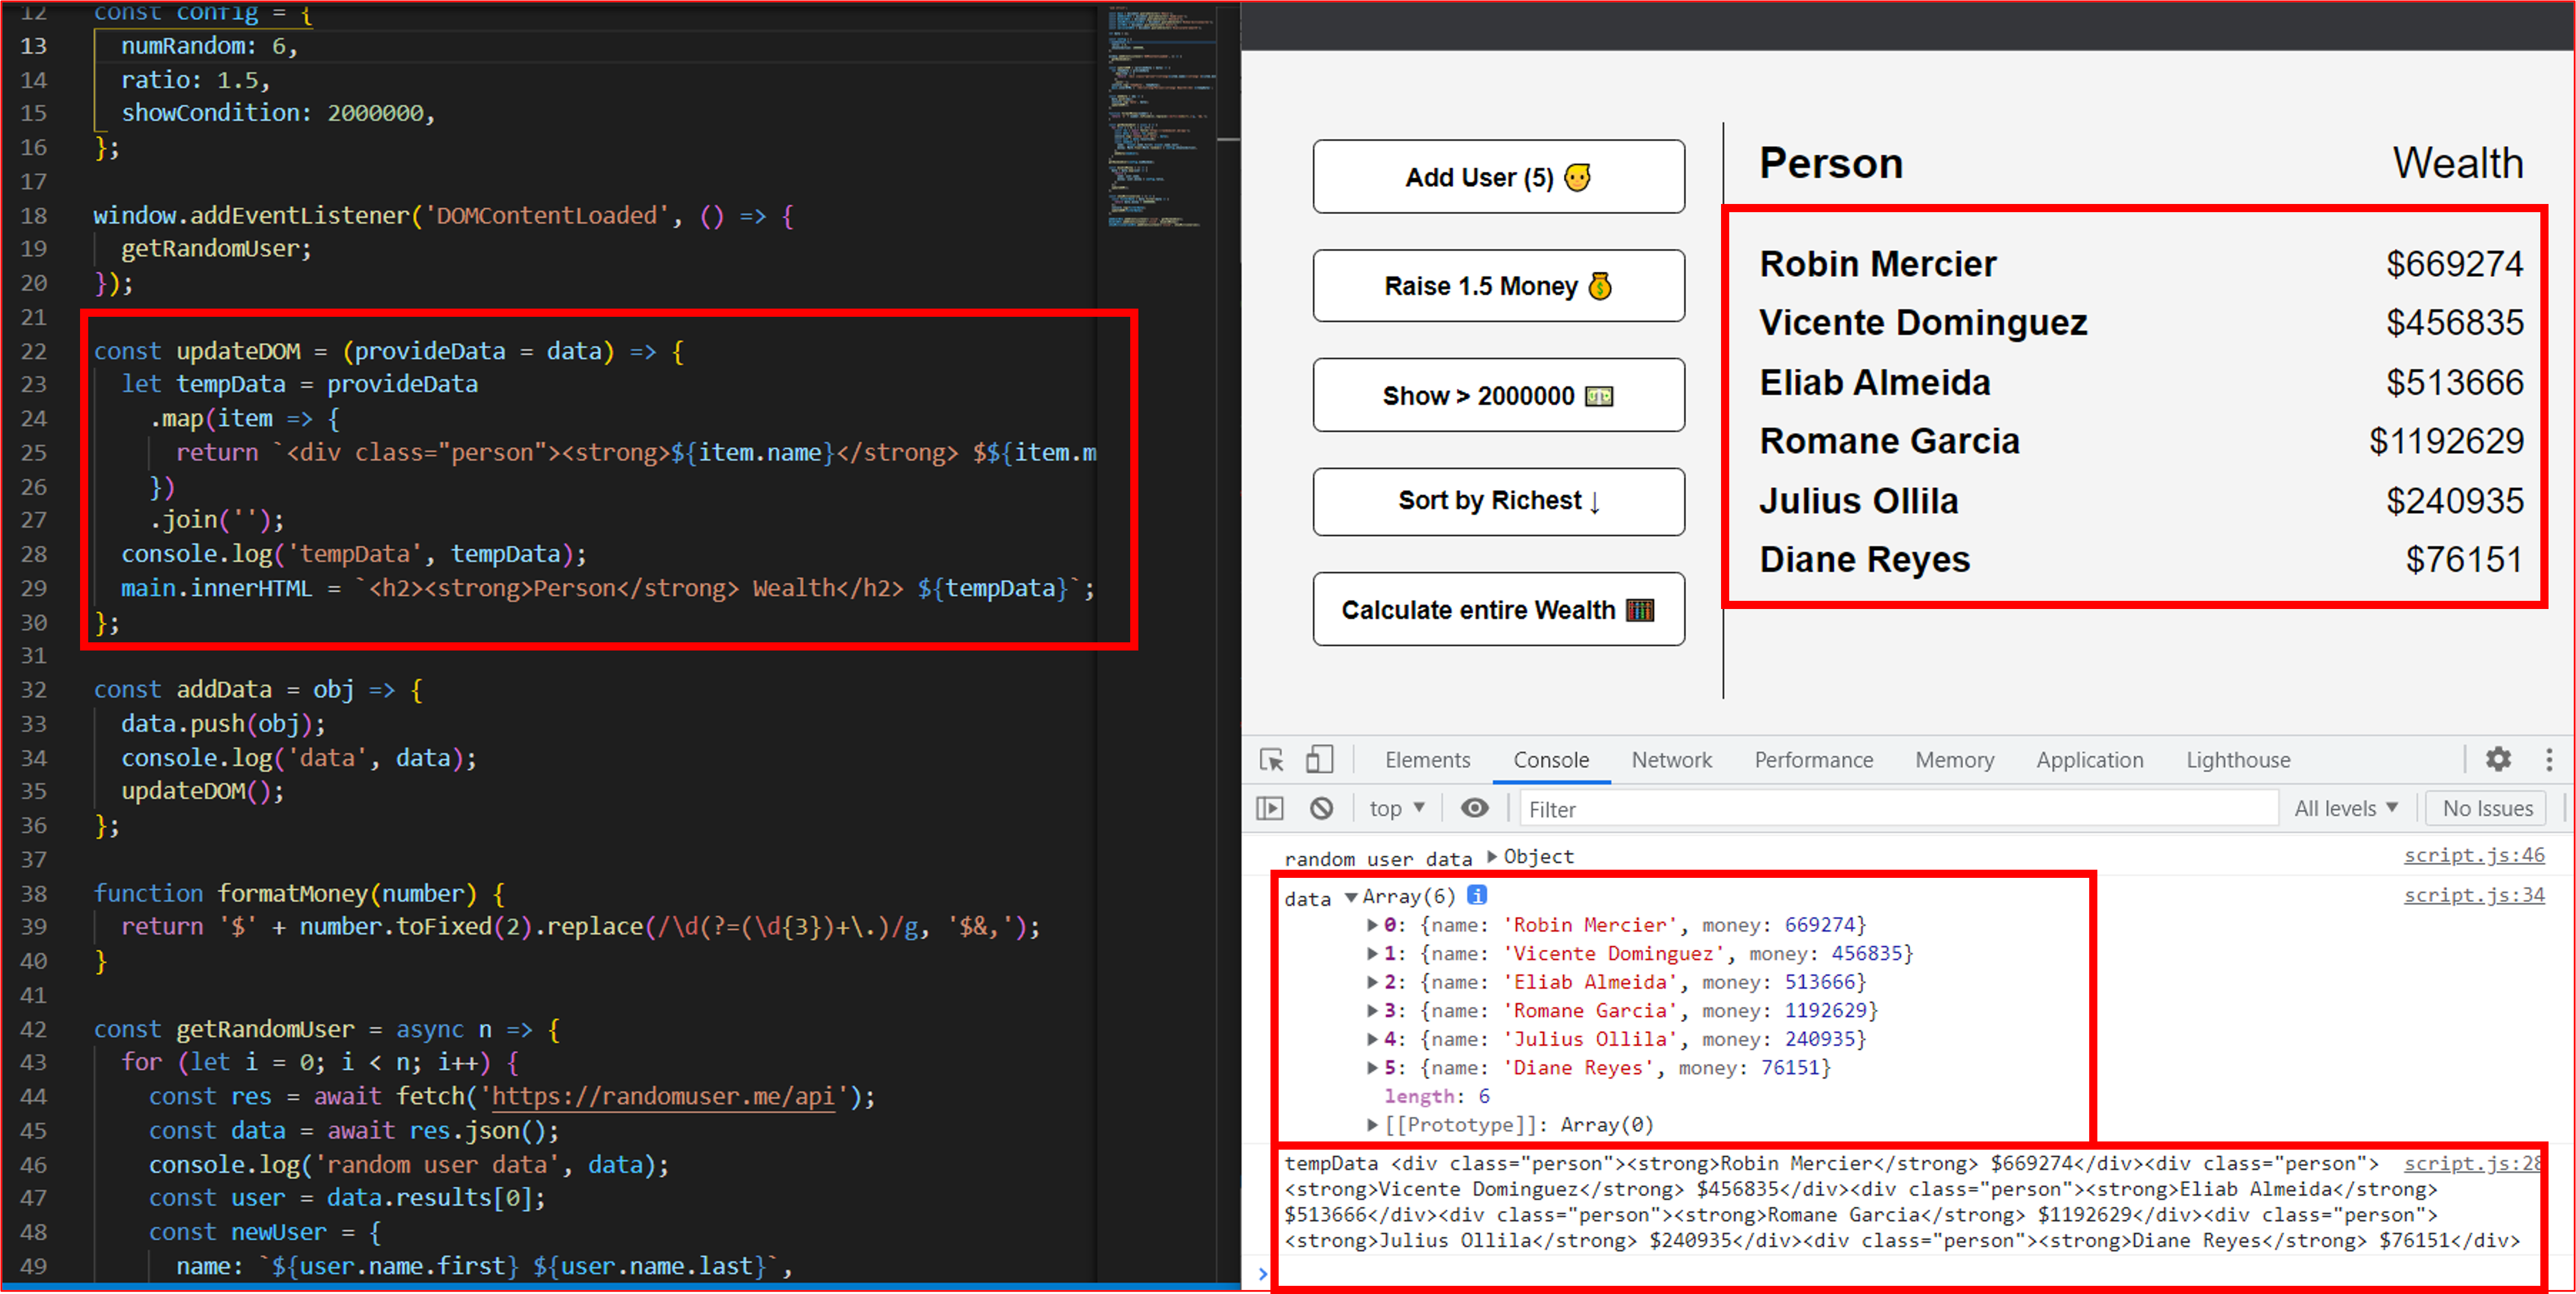 12 const config = {
13 numRandom: 6,
14 ratio: 1.5,
15 showCondition: 2000000,
16 };
17
18 window.addEventListener('DOMContentLoaded', () => {
19 getRandomUser;
20 });
21
22 const updateDOM = (provideData = data) => {
23 let tempData = provideData
24 .map(item => {
25 return `<div class="person"><strong>${item.name}</strong> $${item.m
26 })
27 .join('');
28 console.log('tempData', tempData);
29 main.innerHTML = `<h2><strong>Person</strong> Wealth</h2> ${tempData}`;
30 };
31
32 const addData = obj => {
33 data.push(obj);
34 console.log('data', data);
35 updateDOM();
36 };
37
38 function formatMoney(number) {
39 return '$' + number.toFixed(2).replace(/\d(?=(\d{3})+\.)/g, '$&,');
40 }
41
42 const getRandomUser = async n => {
43 for (let i = 0; i < n; i++) {
44 const res = await fetch('https://randomuser.me/api');
45 const data = await res.json();
46 console.log('random user data', data);
47 const user = data.results[0];
48 const newUser = {
49 name: `${user.name.first} ${user.name.last}`,
Add User (5) 👱
Raise 1.5 Money 💰
Show > 2000000 💵
Sort by Richest ↓
Calculate entire Wealth 🧮
Person Wealth
Robin Mercier $669274
Vicente Dominguez $456835
Eliab Almeida $513666
Romane Garcia $1192629
Julius Ollila $240935
Diane Reyes $76151
Elements Console Network Performance Memory Application Lighthouse
top ▼ Filter All levels ▼ No Issues
random user data ▶ Object script.js:46
data ▼ Array(6) i script.js:34
▶ 0: {name: 'Robin Mercier', money: 669274}
▶ 1: {name: 'Vicente Dominguez', money: 456835}
▶ 2: {name: 'Eliab Almeida', money: 513666}
▶ 3: {name: 'Romane Garcia', money: 1192629}
▶ 4: {name: 'Julius Ollila', money: 240935}
▶ 5: {name: 'Diane Reyes', money: 76151}
length: 6
▶ [[Prototype]]: Array(0)
tempData <div class="person"><strong>Robin Mercier</strong> $669274</div><div class="person"> script.js:28
<strong>Vicente Dominguez</strong> $456835</div><div class="person"><strong>Eliab Almeida</strong>
$513666</div><div class="person"><strong>Romane Garcia</strong> $1192629</div><div class="person">
<strong>Julius Ollila</strong> $240935</div><div class="person"><strong>Diane Reyes</strong> $76151</div>